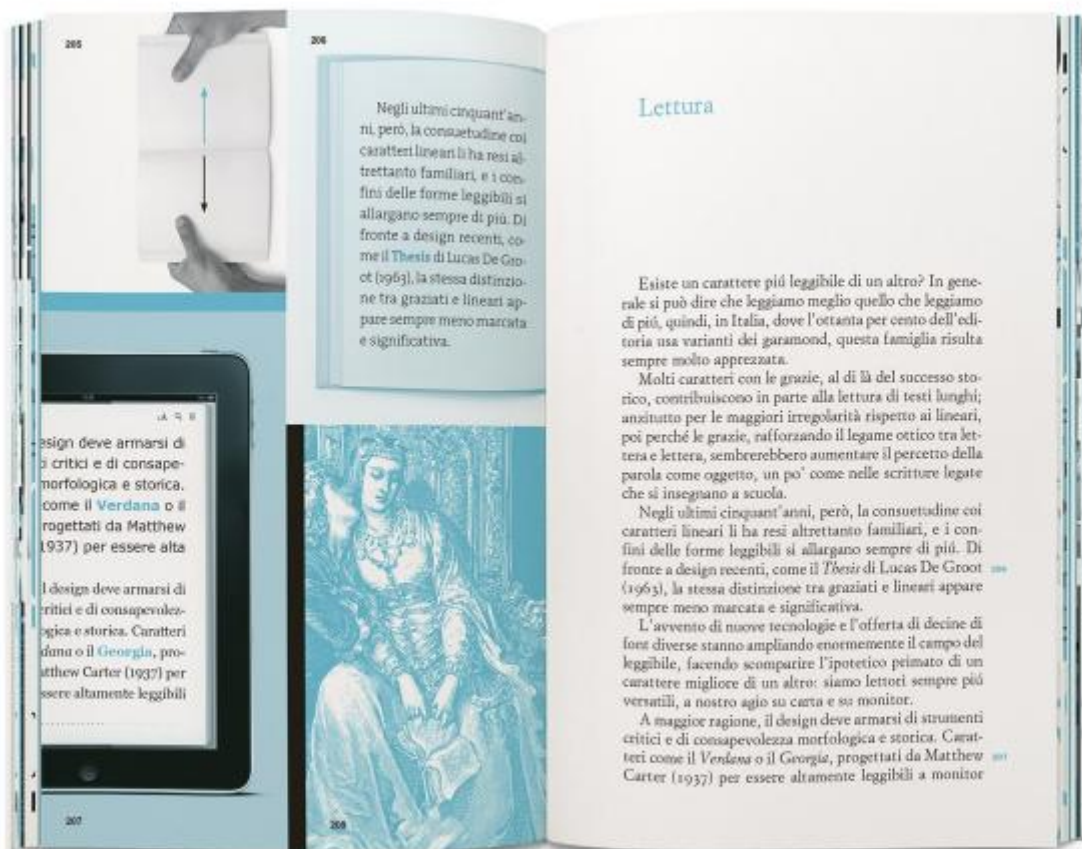 205
206
Negli ultimi cinquant'an-
ni, però, la consuetudine coi
caratteri lineari li ha resi al-
trettanto familiari, e i con-
fini delle forme leggibili si
allargano sempre di più. Di
fronte a design recenti, co-
me il Thesis di Lucas De Gro-
ot (1963), la stessa distinzio-
ne tra graziati e lineari ap-
pare sempre meno marcata
e significativa.
esign deve armarsi di
critici e di consape-
morfologica e storica.
come il Verdana o il
rogettati da Matthew
1937) per essere alta
l design deve armarsi di
critici e di consapevolez-
ogica e storica. Caratteri
dana o il Georgia, pro-
atthew Carter (1937) per
ssere altamente leggibili
207
208
Lettura
Esiste un carattere piú leggibile di un altro? In gene-
rale si può dire che leggiamo meglio quello che leggiamo
di piú, quindi, in Italia, dove l'ottanta per cento dell'edi-
toria usa varianti dei garamond, questa famiglia risulta
sempre molto apprezzata.
Molti caratteri con le grazie, al di là del successo sto-
rico, contribuiscono in parte alla lettura di testi lunghi;
anzitutto per le maggiori irregolarità rispetto ai lineari,
poi perché le grazie, rafforzando il legame ottico tra let-
tera e lettera, sembrerebbero aumentare il percetto della
parola come oggetto, un po' come nelle scritture legate
che si insegnano a scuola.
Negli ultimi cinquant'anni, però, la consuetudine coi
caratteri lineari li ha resi altrettanto familiari, e i con-
fini delle forme leggibili si allargano sempre di piú. Di
fronte a design recenti, come il Thesis di Lucas De Groot 206
(1963), la stessa distinzione tra graziati e lineari appare
sempre meno marcata e significativa.
L'avvento di nuove tecnologie e l'offerta di decine di
font diverse stanno ampliando enormemente il campo del
leggibile, facendo scomparire l'ipotetico primato di un
carattere migliore di un altro: siamo lettori sempre piú
versatili, a nostro agio su carta e su monitor.
A maggior ragione, il design deve armarsi di strumenti
critici e di consapevolezza morfologica e storica. Carat-
teri come il Verdana o il Georgia, progettati da Matthew 207
Carter (1937) per essere altamente leggibili a monitor